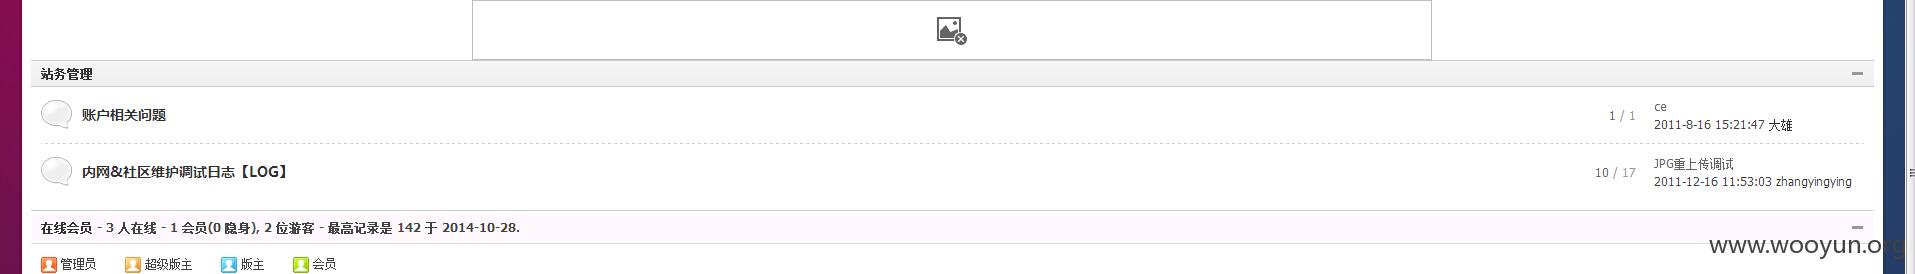 站务管理
账户相关问题 1 / 1 ce
2011-8-16 15:21:47 大雄
内网&社区维护调试日志【LOG】 10 / 17 JPG重上传调试
2011-12-16 11:53:03 zhangyingying
在线会员 - 3 人在线 - 1 会员(0 隐身), 2 位游客 - 最高记录是 142 于 2014-10-28.
www.wooyun.org
管理员 超级版主 版主 会员